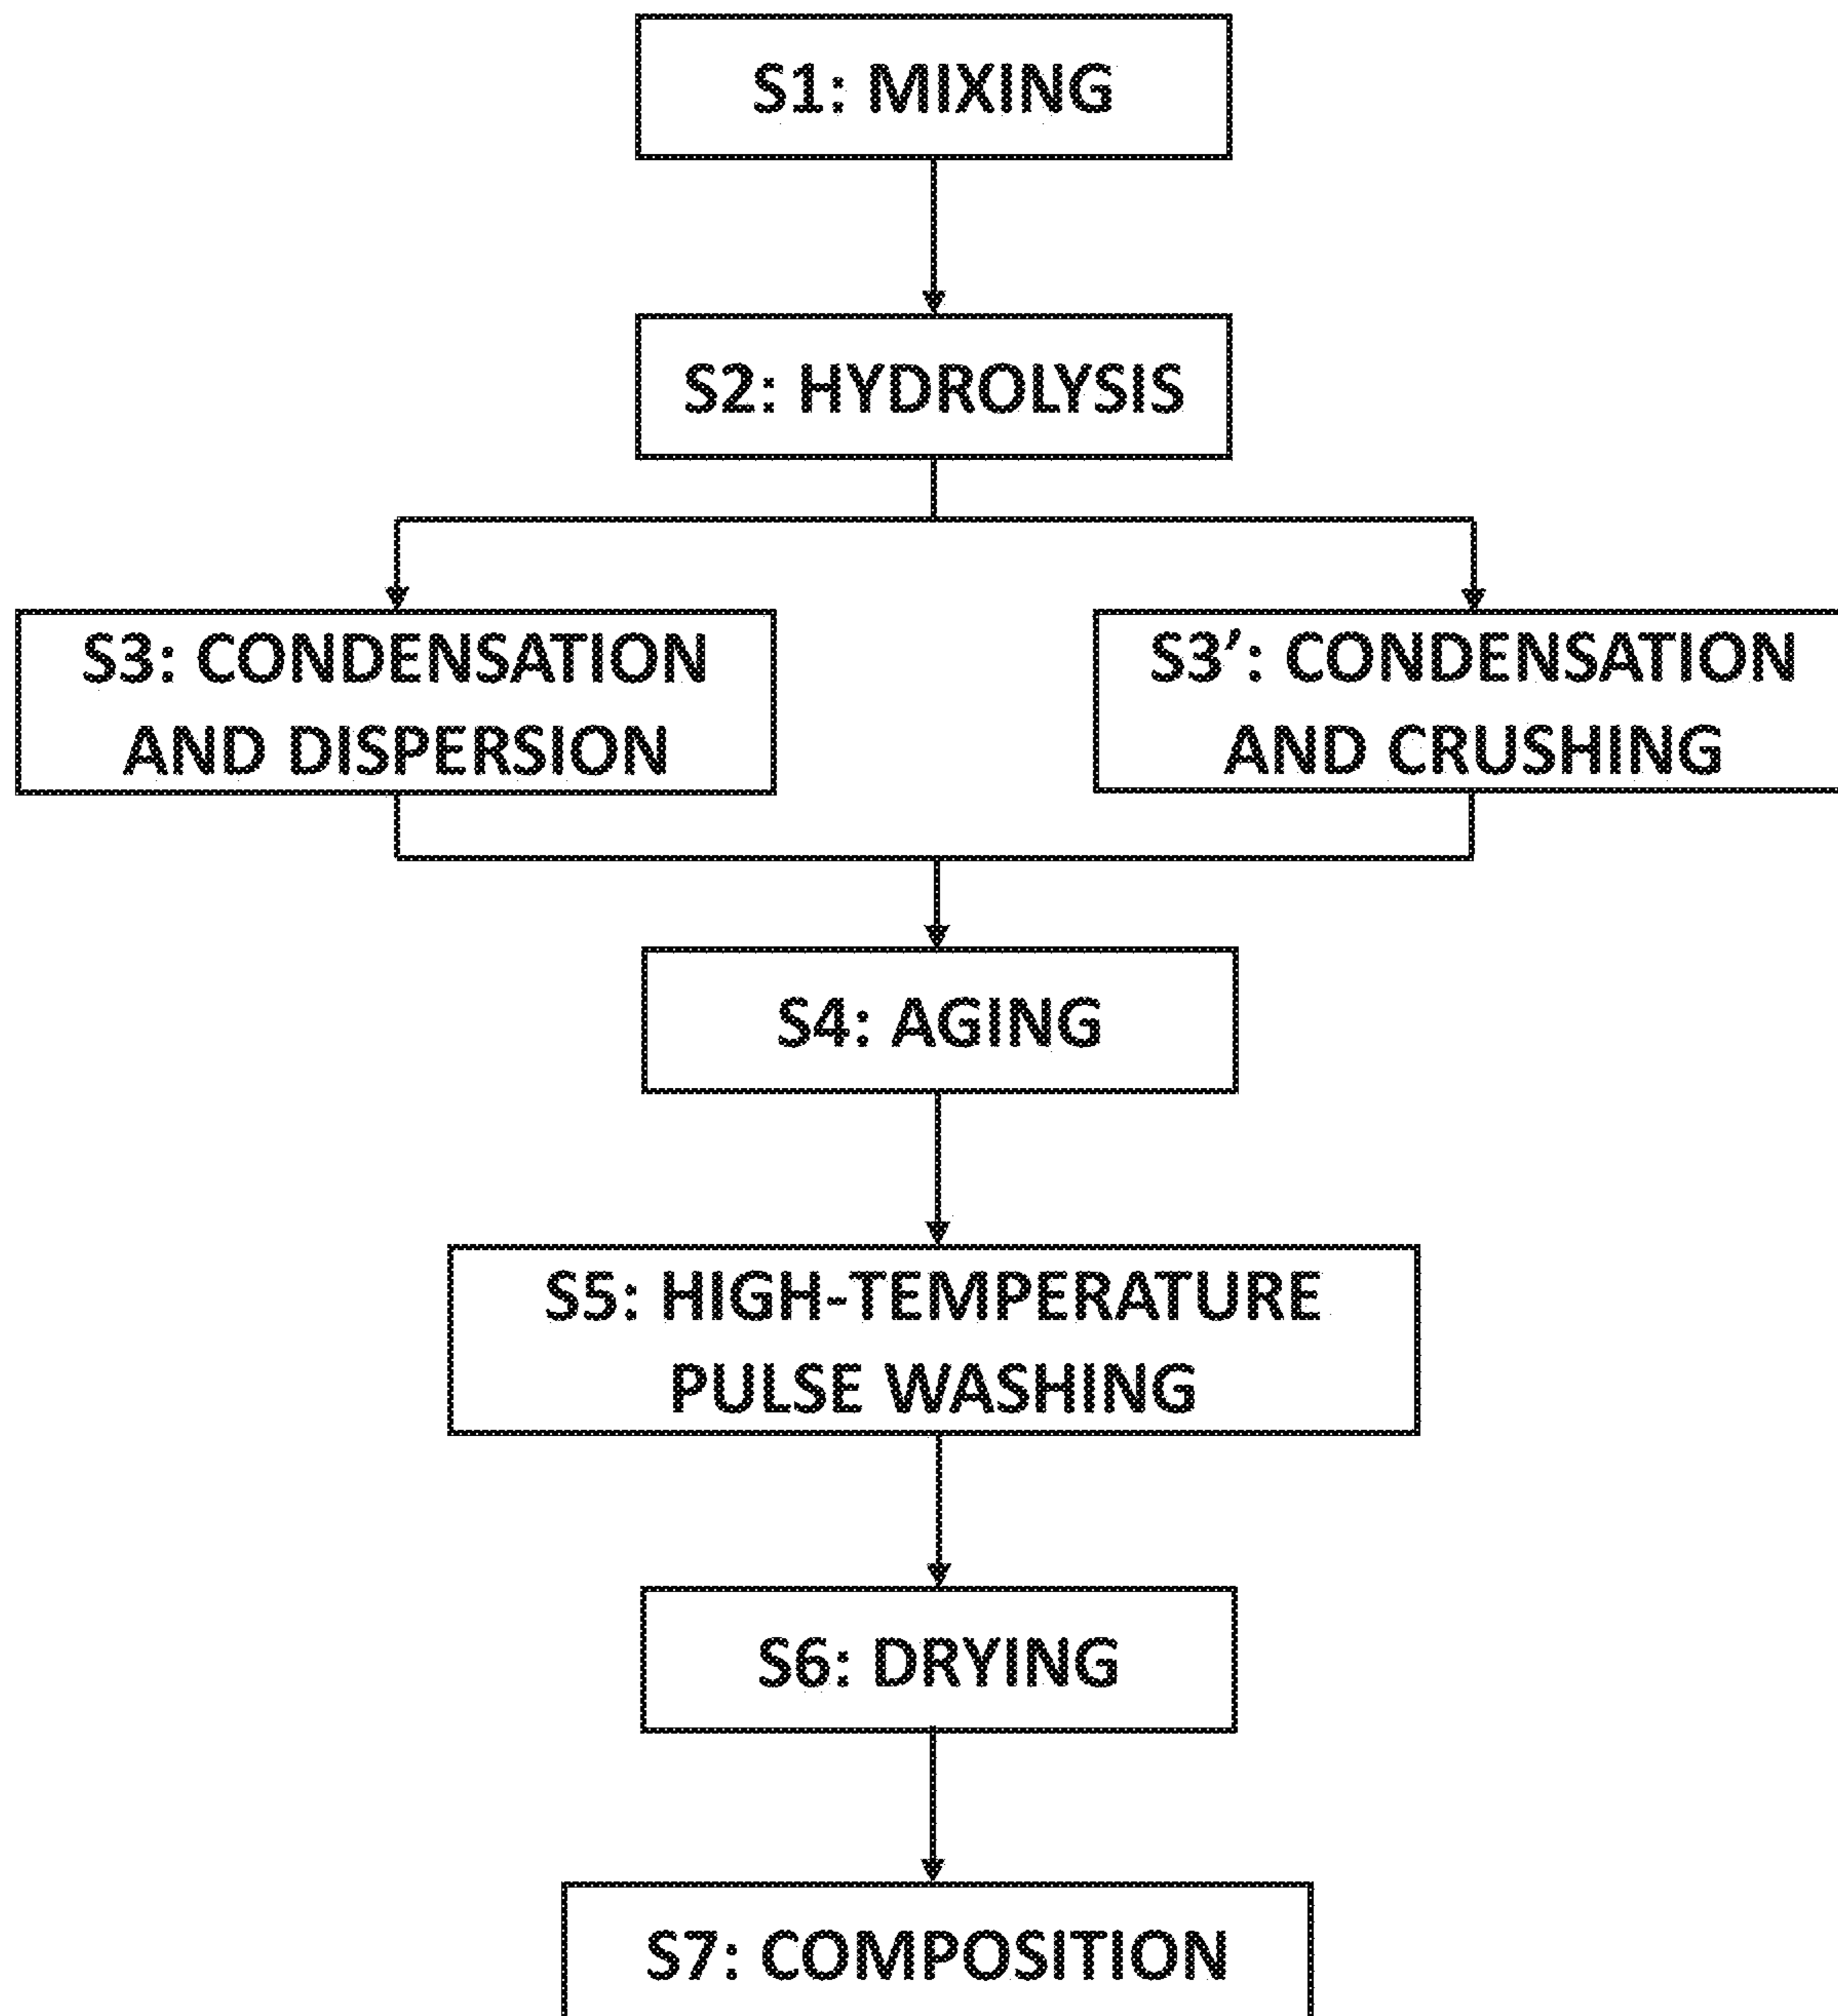 S1: MIXING
S2: HYDROLYSIS
S3: CONDENSATION
AND DISPERSION
S3′: CONDENSATION
AND CRUSHING
S4: AGING
S5: HIGH-TEMPERATURE
PULSE WASHING
S6: DRYING
S7: COMPOSITION